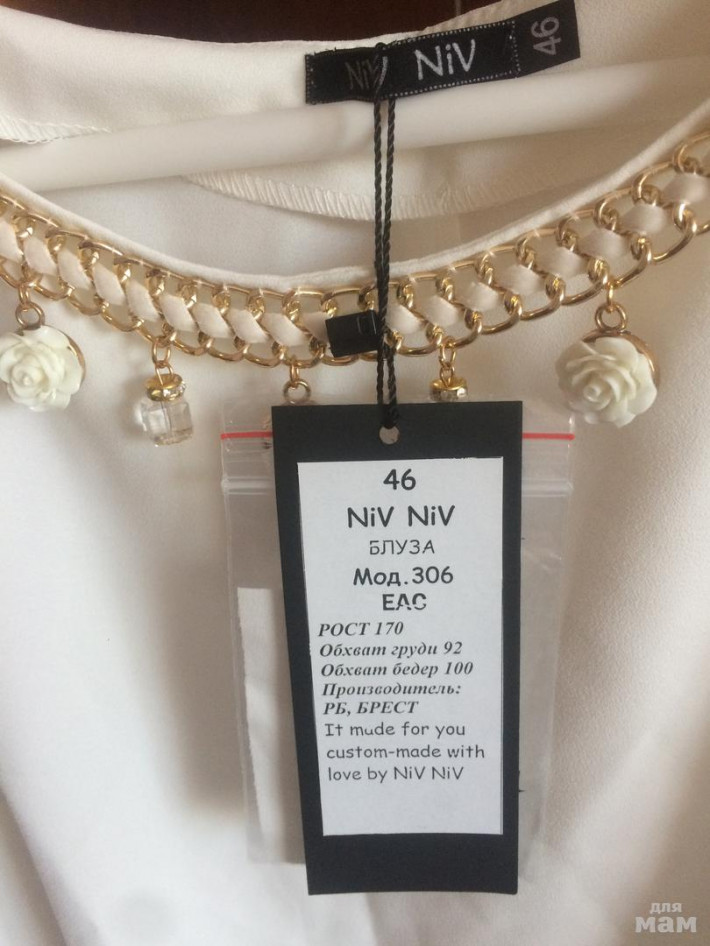 NiV NiV
46
46
NiV NiV
БЛУЗА
Мод.306
EAC
РОСТ 170
Обхват груди 92
Обхват бедер 100
Производитель:
РБ, БРЕСТ
It mude for you
custom-made with
love by NiV NiV
для
мам